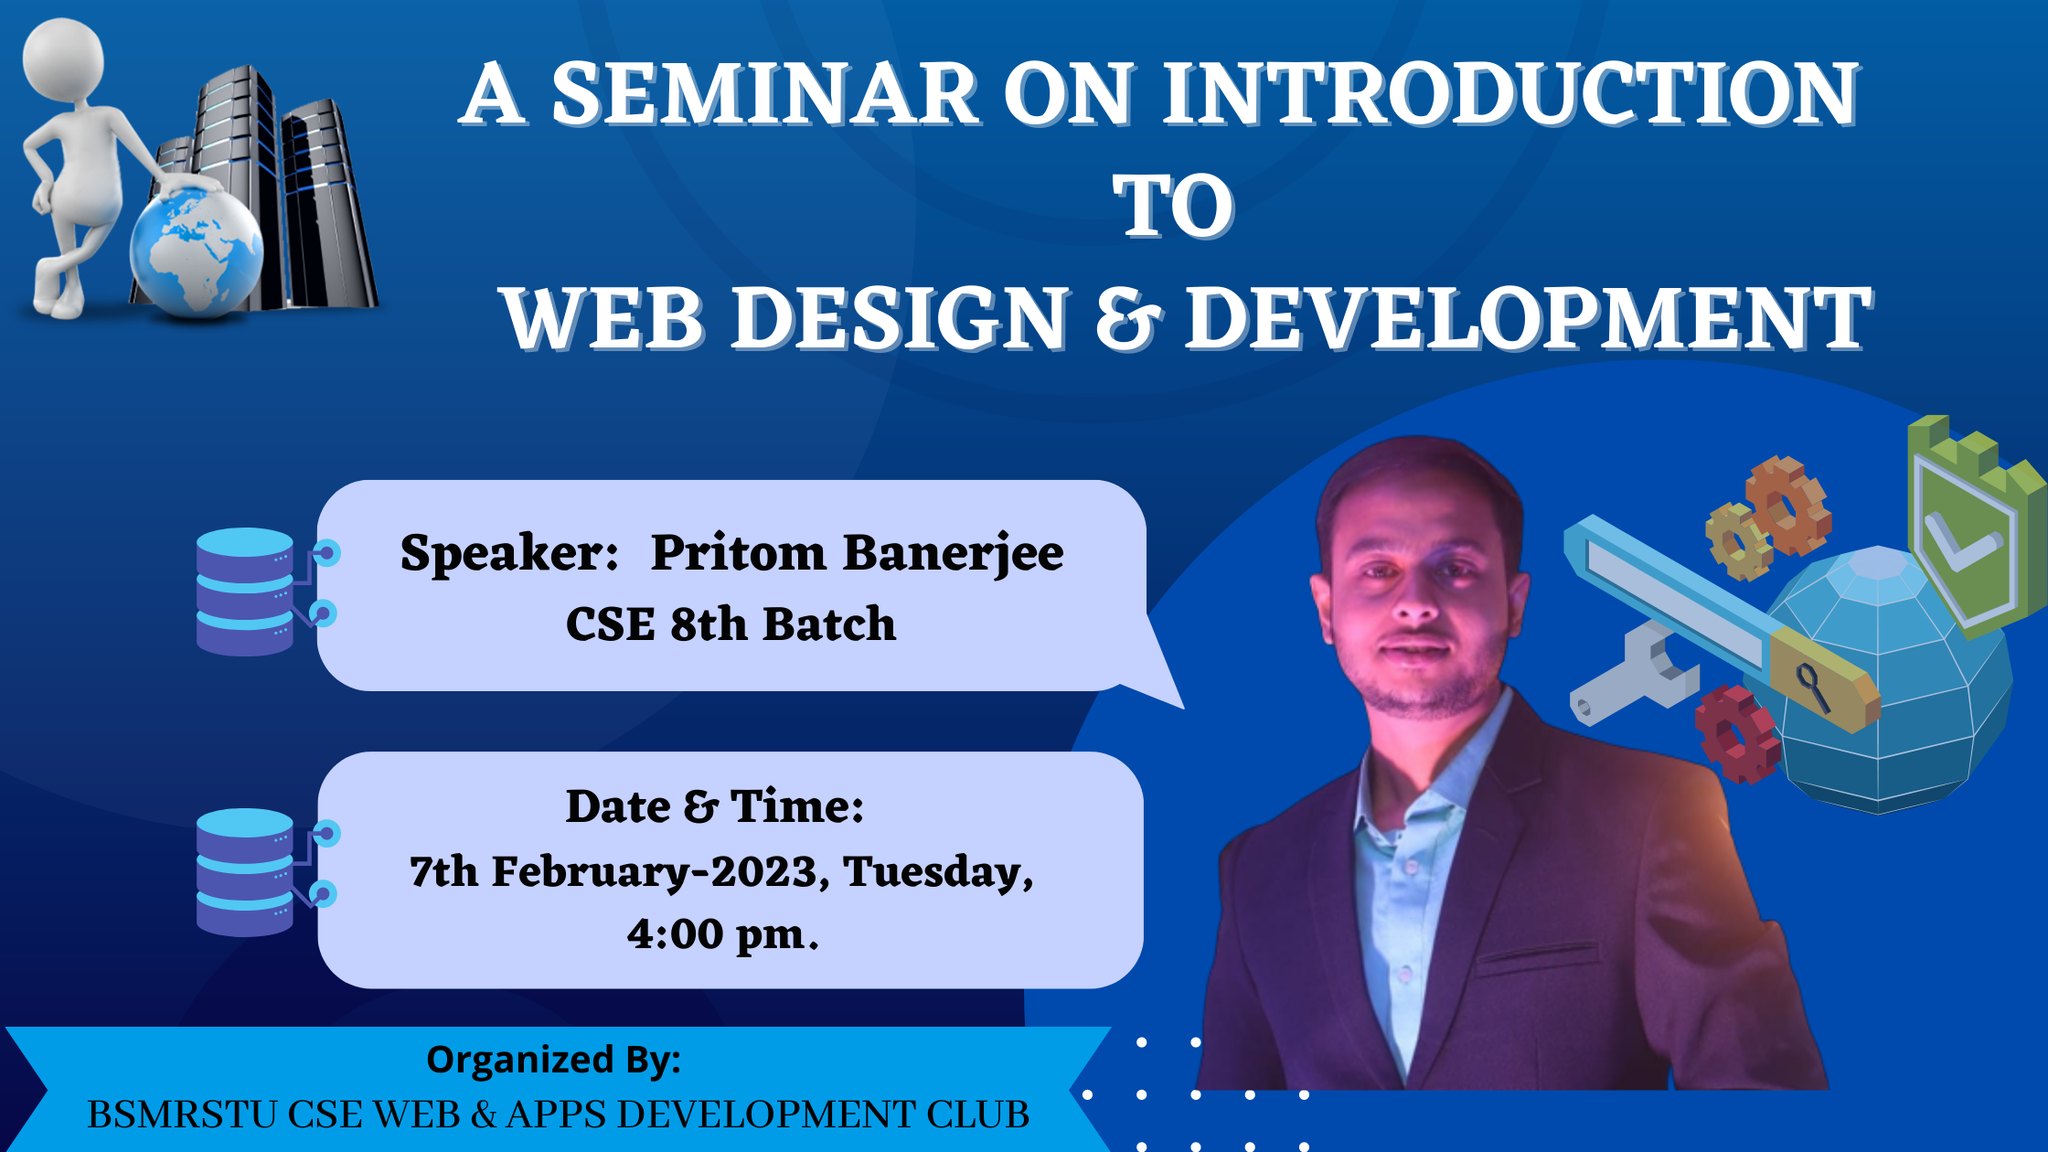 A SEMINAR ON INTRODUCTION
TO
WEB DESIGN & DEVELOPMENT
Speaker: Pritom Banerjee
CSE 8th Batch
Date & Time:
7th February-2023, Tuesday,
4:00 pm.
Organized By:
BSMRSTU CSE WEB & APPS DEVELOPMENT CLUB